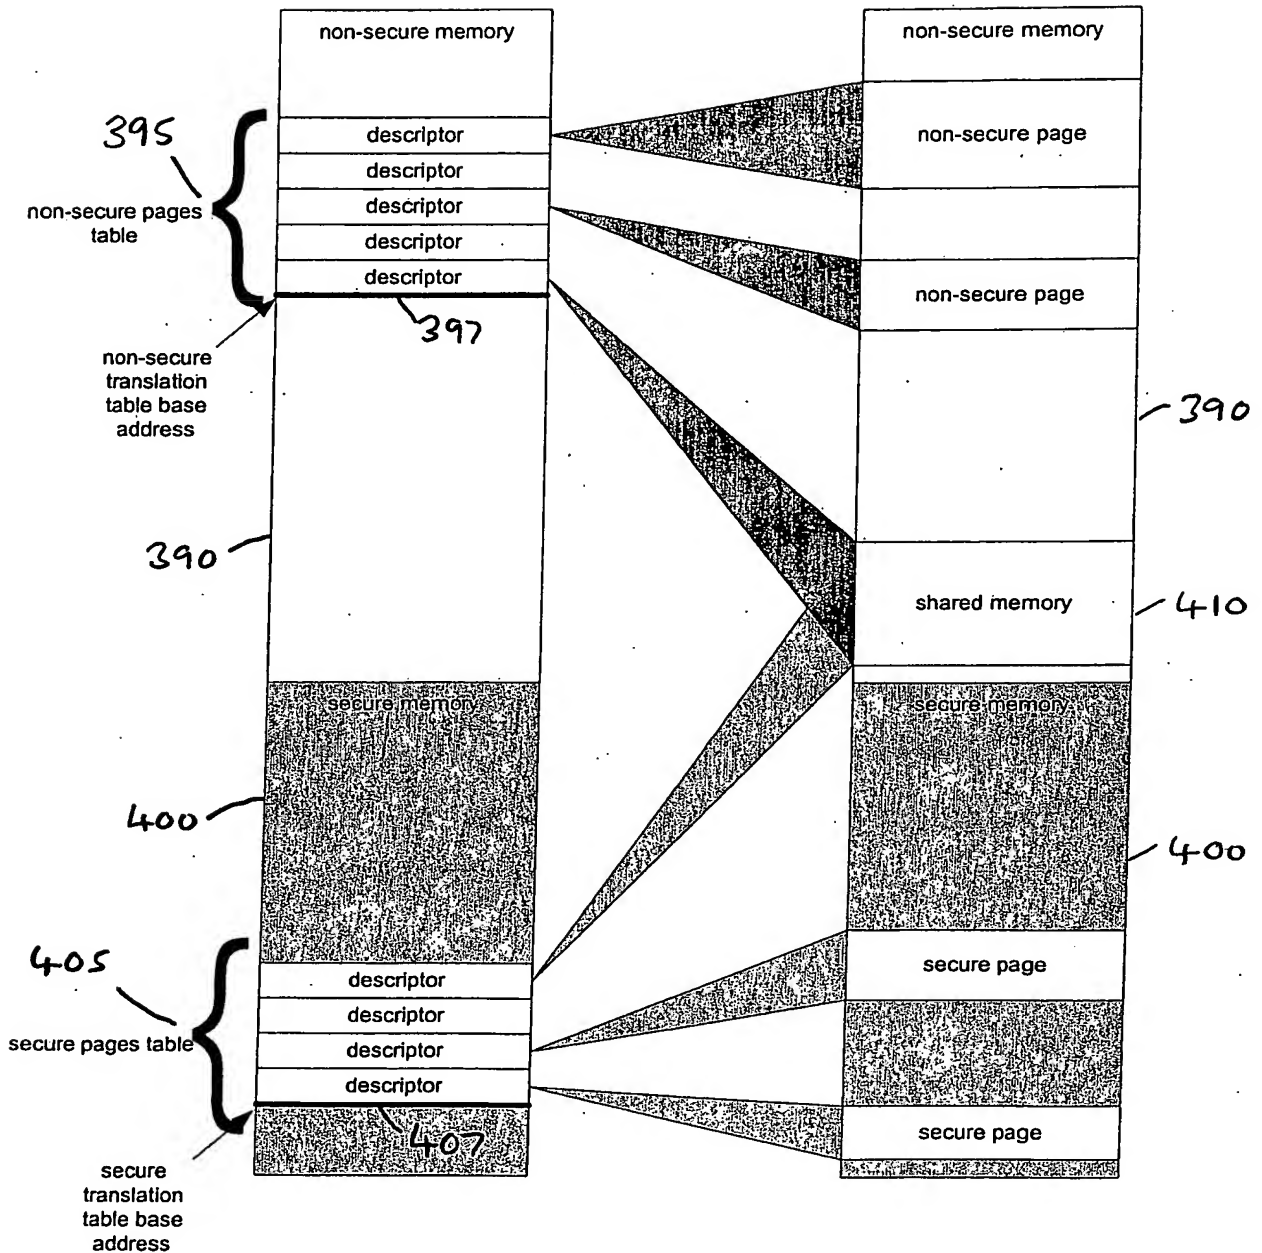 non-secure memory
non-secure memory
395
descriptor
non-secure page
descriptor
non-secure pages
table
descriptor
descriptor
descriptor
non-secure page
397
non-secure
translation
table base
address
390
390
shared memory
410
secure memory
secure memory
400
400
405
descriptor
secure page
descriptor
secure pages table
descriptor
descriptor
407
secure page
secure
translation
table base
address